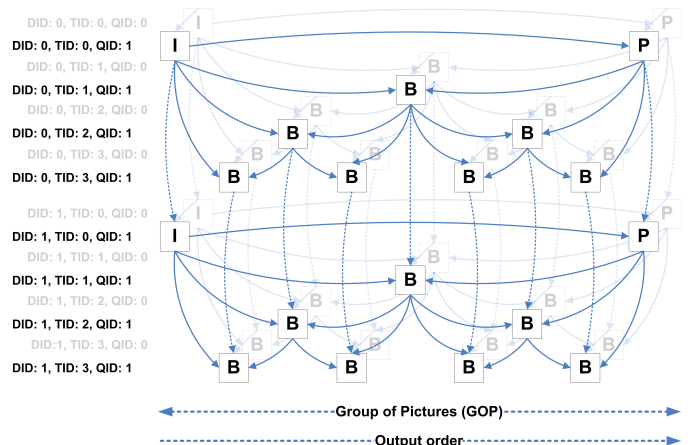 DID: 0, TID: 0, QID: 0 I P
DID: 0, TID: 0, QID: 1 I P
DID: 0, TID: 1, QID: 0 B
DID: 0, TID: 1, QID: 1 B
DID: 0, TID: 2, QID: 0 B B
DID: 0, TID: 2, QID: 1 B B
DID: 0, TID: 3, QID: 0 B B B B
DID: 0, TID: 3, QID: 1 B B B B
DID: 1, TID: 0, QID: 0 I P
DID: 1, TID: 0, QID: 1 I P
DID: 1, TID: 1, QID: 0 B
DID: 1, TID: 1, QID: 1 B
DID: 1, TID: 2, QID: 0 B B
DID: 1, TID: 2, QID: 1 B B
DID:1, TID: 3, QID: 0 B B B B
DID: 1, TID: 3, QID: 1 B B B B
Group of Pictures (GOP)
Output order